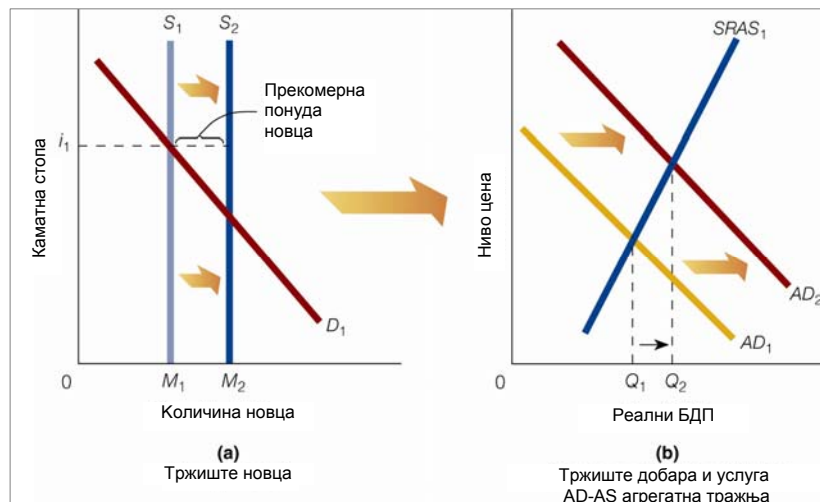 S1
S2
Прекомерна
понуда
новца
i1
Каматна стопа
D1
0
M1
M2
Количина новца
(a)
Тржиште новца
SRAS1
Ниво цена
AD2
AD1
0
Q1
Q2
Реални БДП
(b)
Тржиште добара и услуга
AD-AS агрегатна тражња